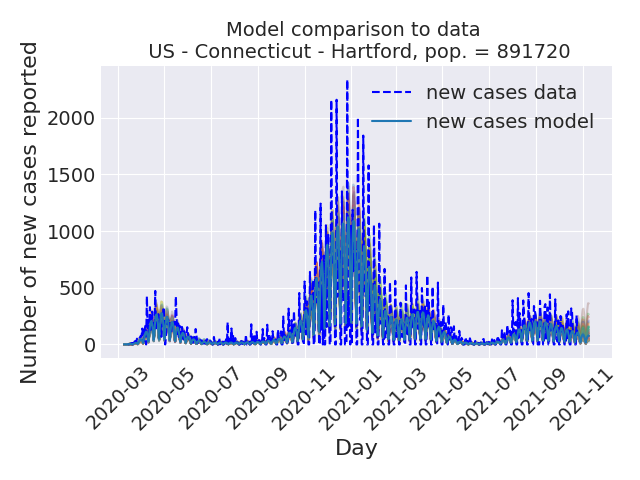 Model comparison to data
US - Connecticut - Hartford, pop. = 891720
Number of new cases reported
2000
1500
1000
500
0
new cases data
new cases model
2020-03
2020-05
2020-07
2020-09
2020-11
2021-01
2021-03
2021-05
2021-07
2021-09
2021-11
Day